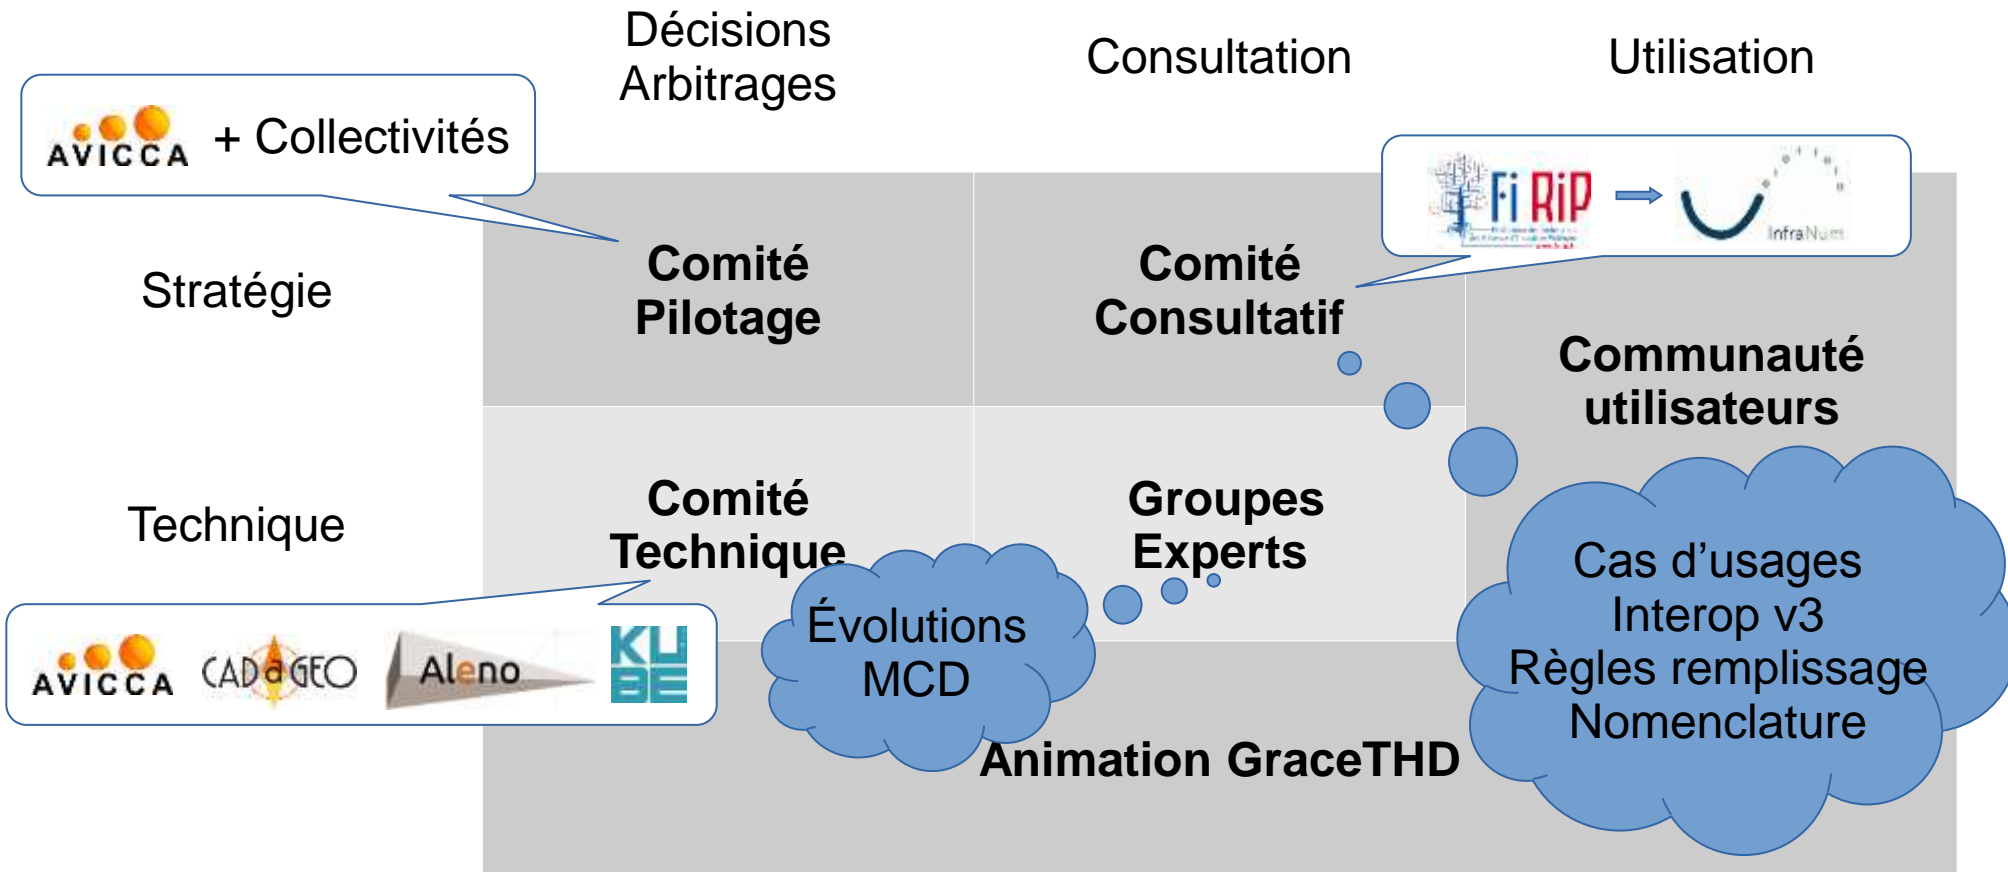 Décisions
Arbitrages
Consultation
Utilisation
AVICCA + Collectivités
Fi RiP
InfraNum
Stratégie
Comité
Pilotage
Comité
Consultatif
Communauté
utilisateurs
Technique
Comité
Technique
Groupes
Experts
AVICCA CADaGEO Aleno KUBE
Évolutions
MCD
Cas d’usages
Interop v3
Règles remplissage
Nomenclature
Animation GraceTHD